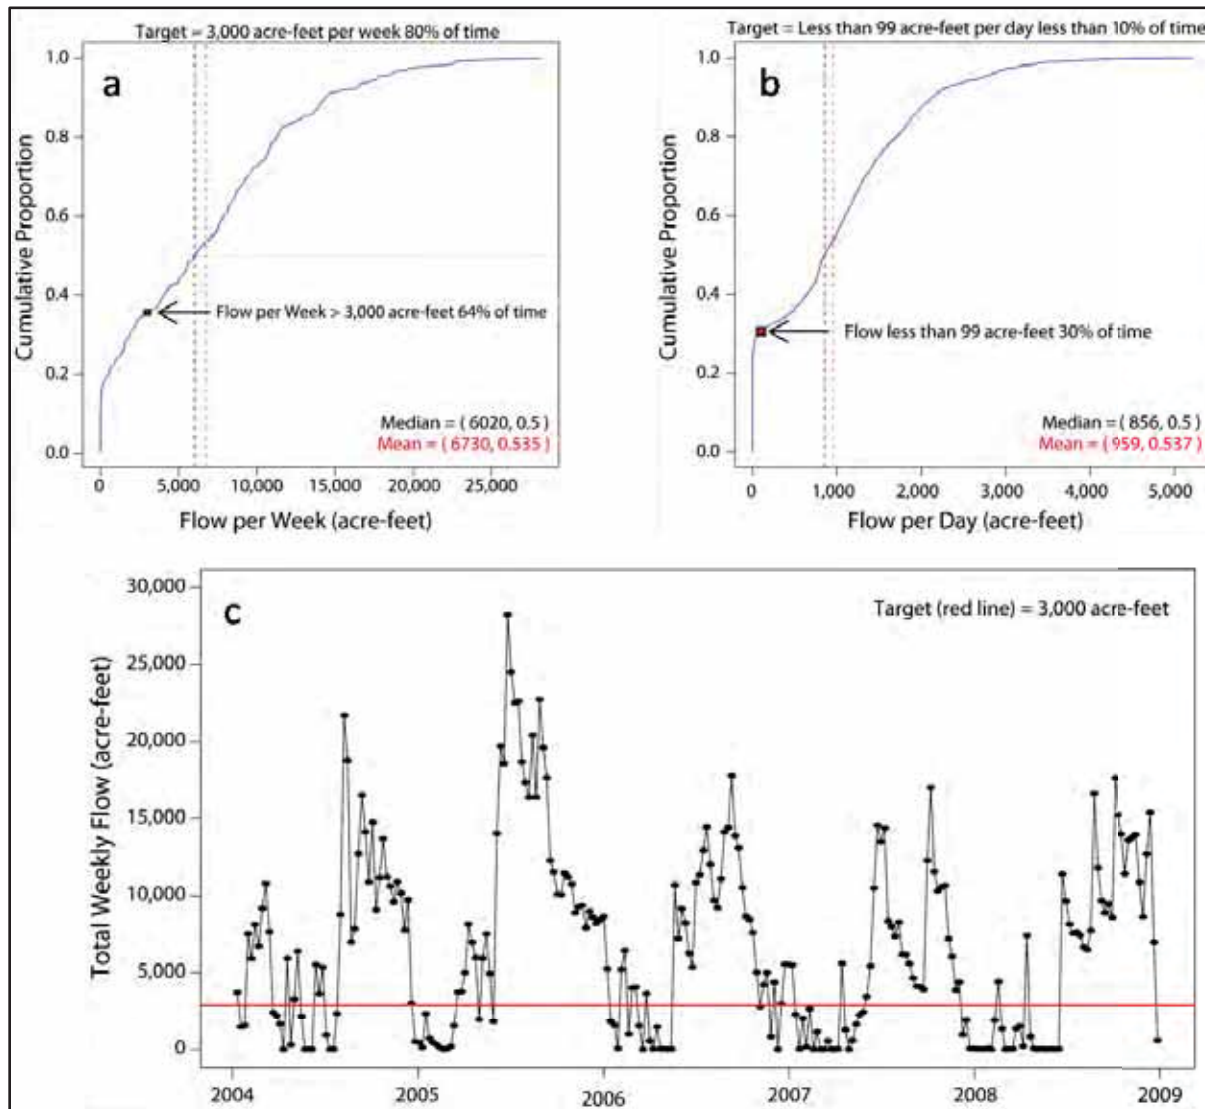 Target = 3,000 acre-feet per week 80% of time
a
1.0
0.8
0.6
0.4
0.2
0.0
Cumulative Proportion
Flow per Week > 3,000 acre-feet 64% of time
Median = ( 6020, 0.5 )
Mean = ( 6730, 0.535 )
0 5,000 10,000 15,000 20,000 25,000
Flow per Week (acre-feet)
Target = Less than 99 acre-feet per day less than 10% of time
b
1.0
0.8
0.6
0.4
0.2
0.0
Cumulative Proportion
Flow less than 99 acre-feet 30% of time
Median = ( 856, 0.5 )
Mean = ( 959, 0.537 )
0 1,000 2,000 3,000 4,000 5,000
Flow per Day (acre-feet)
c
Target (red line) = 3,000 acre-feet
30,000
25,000
20,000
15,000
10,000
5,000
0
Total Weekly Flow (acre-feet)
2004 2005 2006 2007 2008 2009